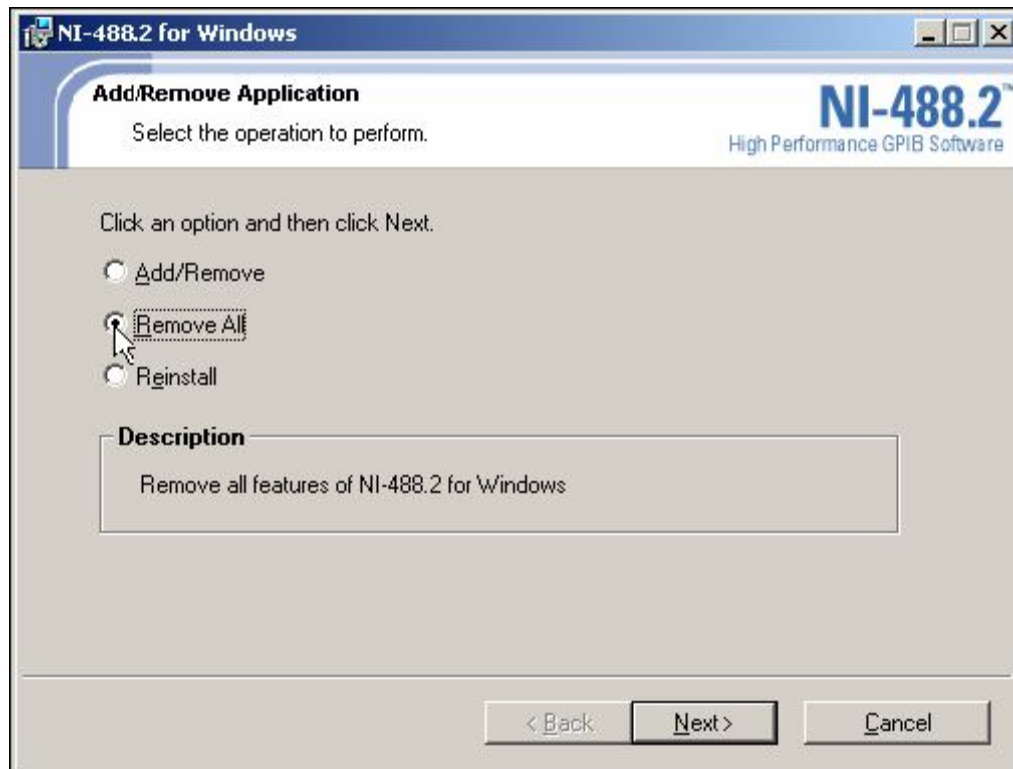 NI-488.2 for Windows
Add/Remove Application
Select the operation to perform.
NI-488.2™
High Performance GPIB Software
Click an option and then click Next.
Add/Remove
Remove All
Reinstall
Description
Remove all features of NI-488.2 for Windows
< Back
Next >
Cancel